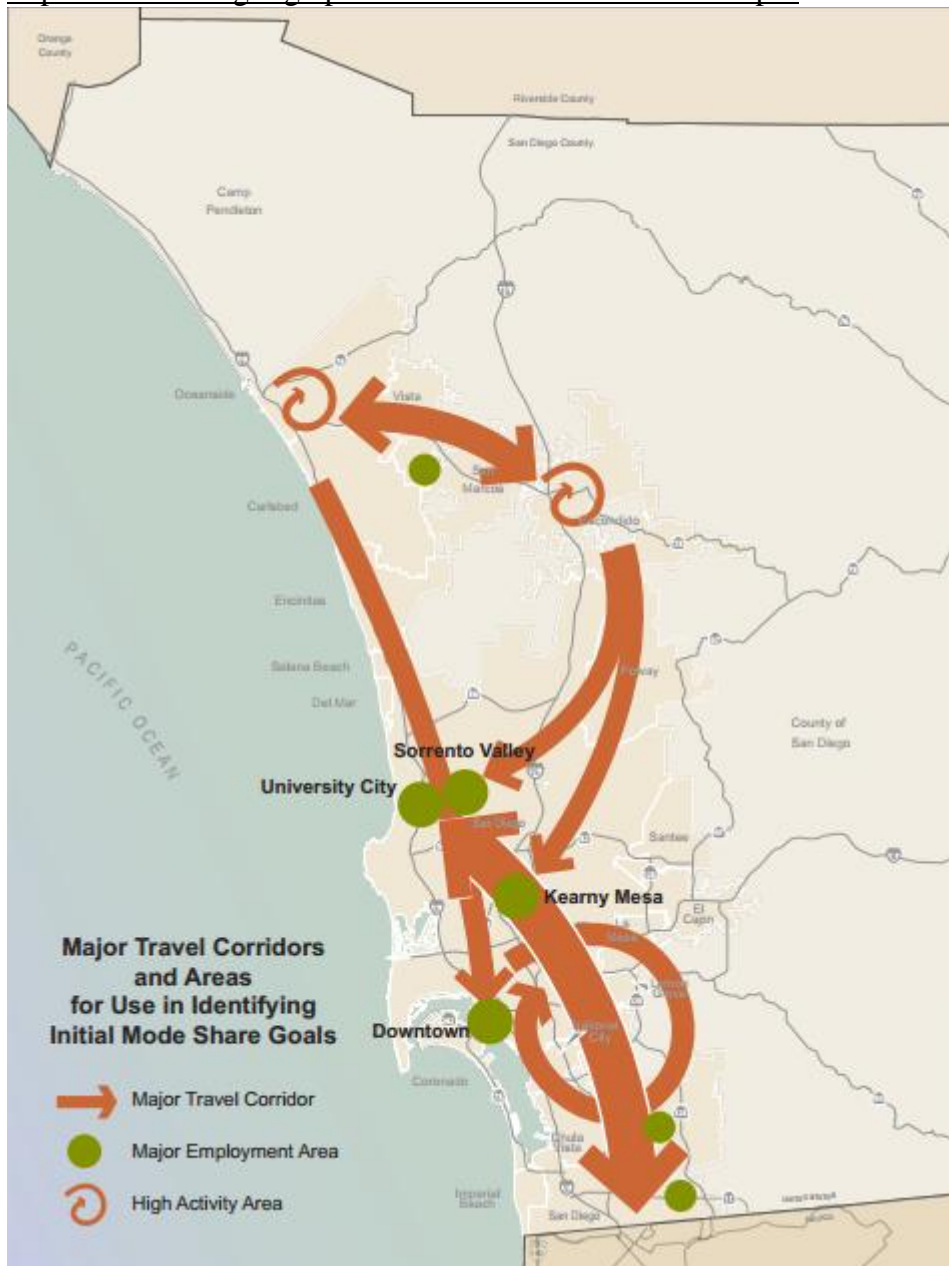 Orange
County
Riverside County
San Diego County
Camp
Pendleton
Oceanside
Vista
San
Marcos
Carlsbad
Escondido
Encinitas
PACIFIC OCEAN
Solana Beach
Poway
Del Mar
County of
San Diego
Sorrento Valley
University City
San Diego
Santee
Kearny Mesa
El
Cajon
La
Mesa
Major Travel Corridors
and Areas
for Use in Identifying
Initial Mode Share Goals
Lemon
Grove
Downtown
National
City
Coronado
Major Travel Corridor
Major Employment Area
Chula
Vista
High Activity Area
Imperial
Beach
San Diego